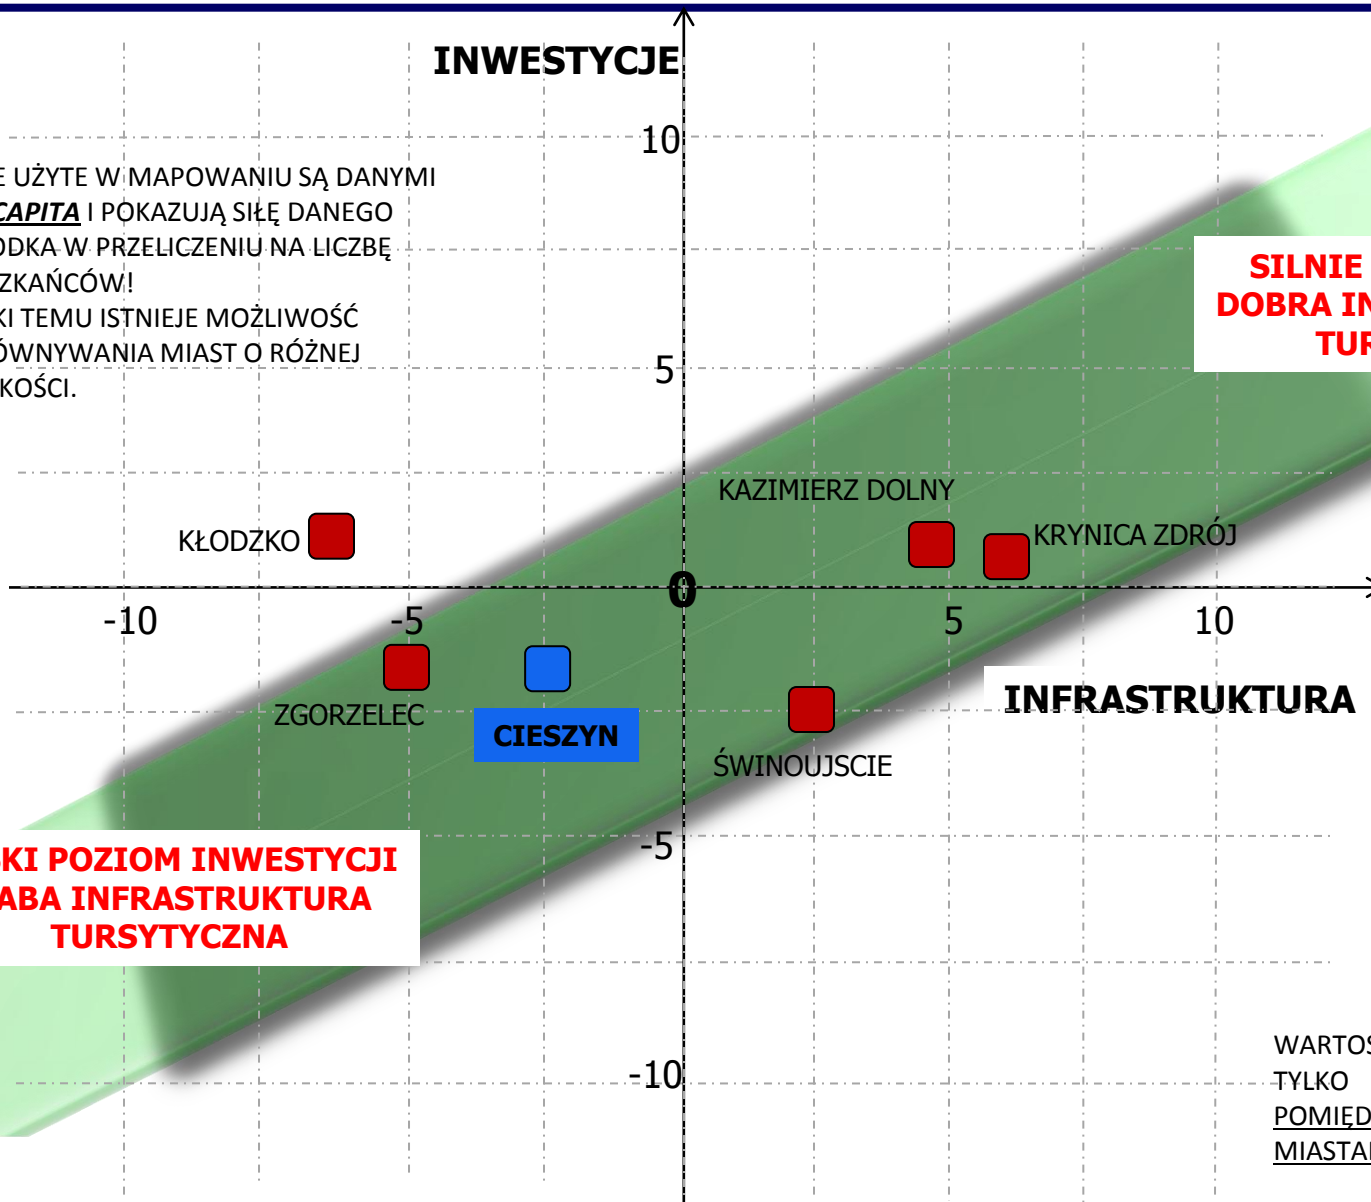 INWESTYCJE
10
E UŻYTE W MAPOWANIU SĄ DANYMI
CAPITA I POKAZUJĄ SIŁĘ DANEGO
ODKA W PRZELICZENIU NA LICZBĘ
SZKAŃCÓW!
KI TEMU ISTNIEJE MOŻLIWOŚĆ
ÓWNYWANIA MIAST O RÓŻNEJ
KOŚCI.
SILNIE
DOBRA IN
TUR
5
KAZIMIERZ DOLNY
KŁODZKO
KRYNICA ZDRÓJ
0
-10 -5 5 10
INFRASTRUKTURA
ZGORZELEC
CIESZYN
ŚWINOUJSCIE
-5
KI POZIOM INWESTYCJI
ABA INFRASTRUKTURA
TURSYTYCZNA
-10
WARTOŚ
TYLKO
POMIĘD
MIASTA